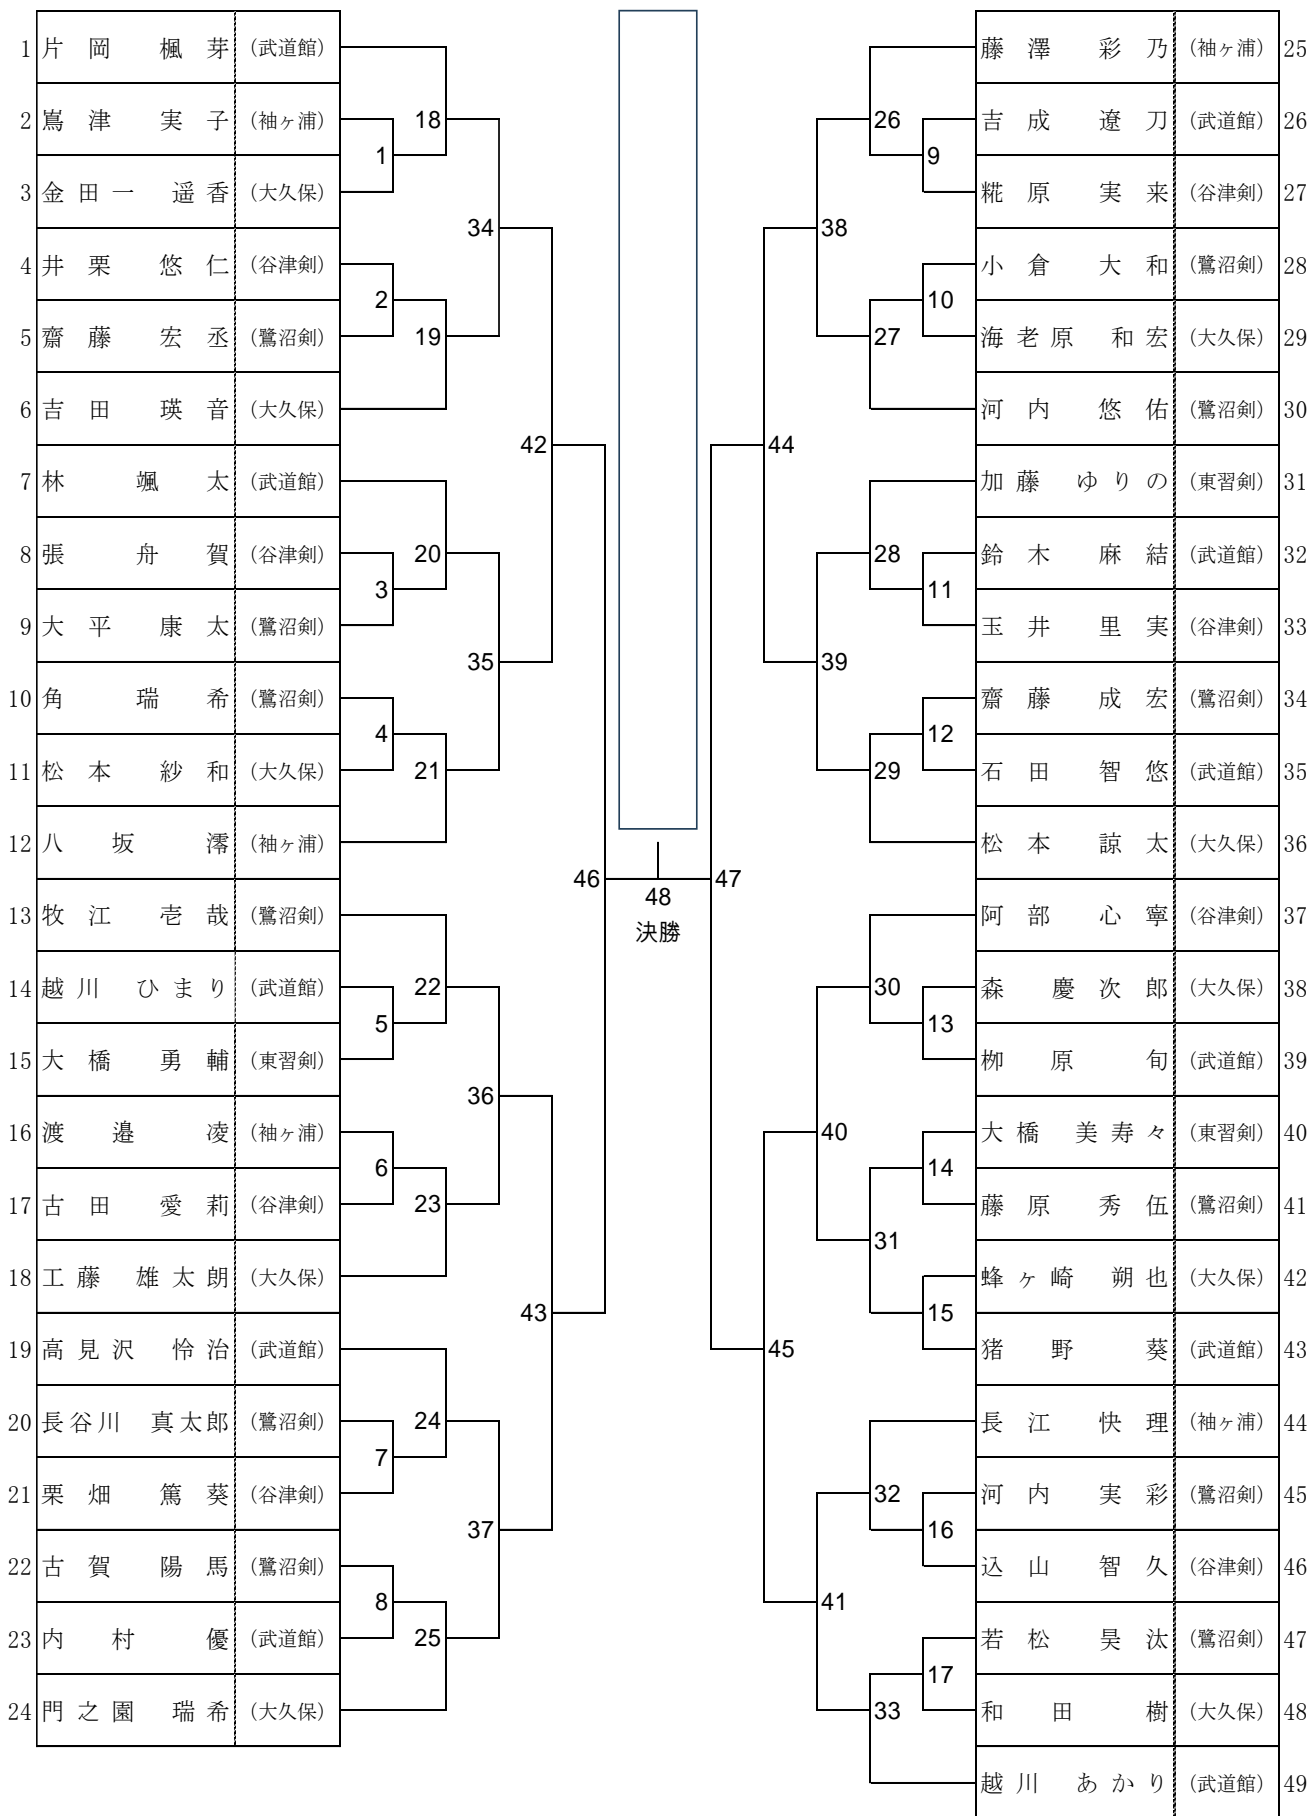 1 片岡 楓芽 (武道館)
2 嶌津 実子 (袖ヶ浦)
3 金田一 遥香 (大久保)
4 井栗 悠仁 (谷津剣)
5 齋藤 宏丞 (鷺沼剣)
6 吉田 瑛音 (大久保)
7 林 颯太 (武道館)
8 張 舟賀 (谷津剣)
9 大平 康太 (鷺沼剣)
10 角 瑞希 (鷺沼剣)
11 松本 紗和 (大久保)
12 八坂 澪 (袖ヶ浦)
13 牧江 壱哉 (鷺沼剣)
14 越川 ひまり (武道館)
15 大橋 勇輔 (東習剣)
16 渡邉 凌 (袖ヶ浦)
17 古田 愛莉 (谷津剣)
18 工藤 雄太朗 (大久保)
19 高見沢 怜治 (武道館)
20 長谷川 真太郎 (鷺沼剣)
21 栗畑 篤葵 (谷津剣)
22 古賀 陽馬 (鷺沼剣)
23 内村 優 (武道館)
24 門之園 瑞希 (大久保)
1
2
3
4
5
6
7
8
18
19
20
21
22
23
24
25
34
35
36
37
42
43
46
48
決勝
47
44
45
38
39
40
41
26
27
28
29
30
31
32
33
9
10
11
12
13
14
15
16
17
藤澤 彩乃 (袖ヶ浦) 25
吉成 遼刀 (武道館) 26
糀原 実来 (谷津剣) 27
小倉 大和 (鷺沼剣) 28
海老原 和宏 (大久保) 29
河内 悠佑 (鷺沼剣) 30
加藤 ゆりの (東習剣) 31
鈴木 麻結 (武道館) 32
玉井 里実 (谷津剣) 33
齋藤 成宏 (鷺沼剣) 34
石田 智悠 (武道館) 35
松本 諒太 (大久保) 36
阿部 心寧 (谷津剣) 37
森 慶次郎 (大久保) 38
栁原 旬 (武道館) 39
大橋 美寿々 (東習剣) 40
藤原 秀伍 (鷺沼剣) 41
蜂ヶ崎 朔也 (大久保) 42
猪野 葵 (武道館) 43
長江 快理 (袖ヶ浦) 44
河内 実彩 (鷺沼剣) 45
込山 智久 (谷津剣) 46
若松 昊汰 (鷺沼剣) 47
和田 樹 (大久保) 48
越川 あかり (武道館) 49